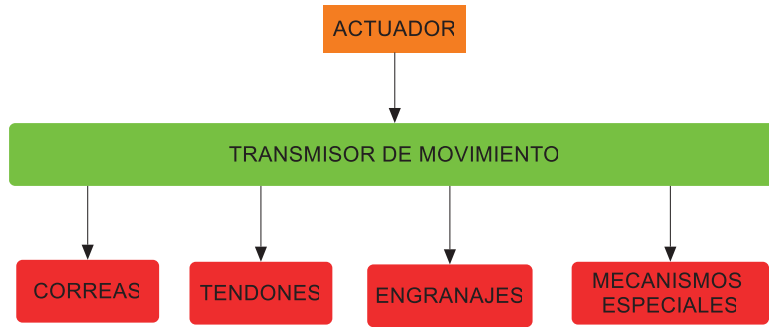 ACTUADOR
TRANSMISOR DE MOVIMIENTO
CORREAS
TENDONES
ENGRANAJES
MECANISMOS
ESPECIALES